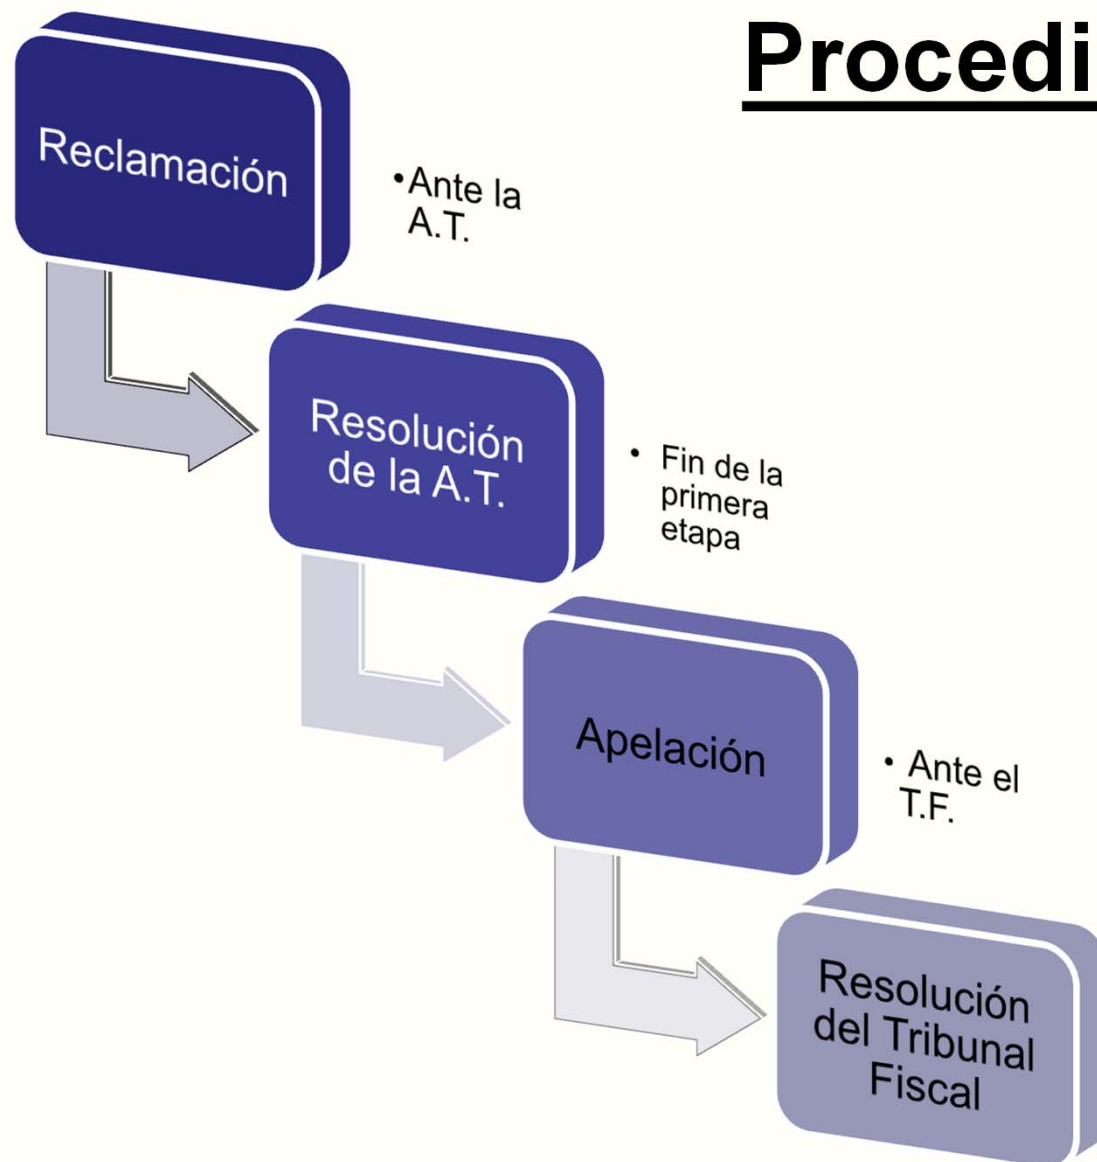 Procedi
Reclamación
•Ante la
A.T.
Resolución
de la A.T.
• Fin de la
primera
etapa
Apelación
• Ante el
T.F.
Resolución
del Tribunal
Fiscal